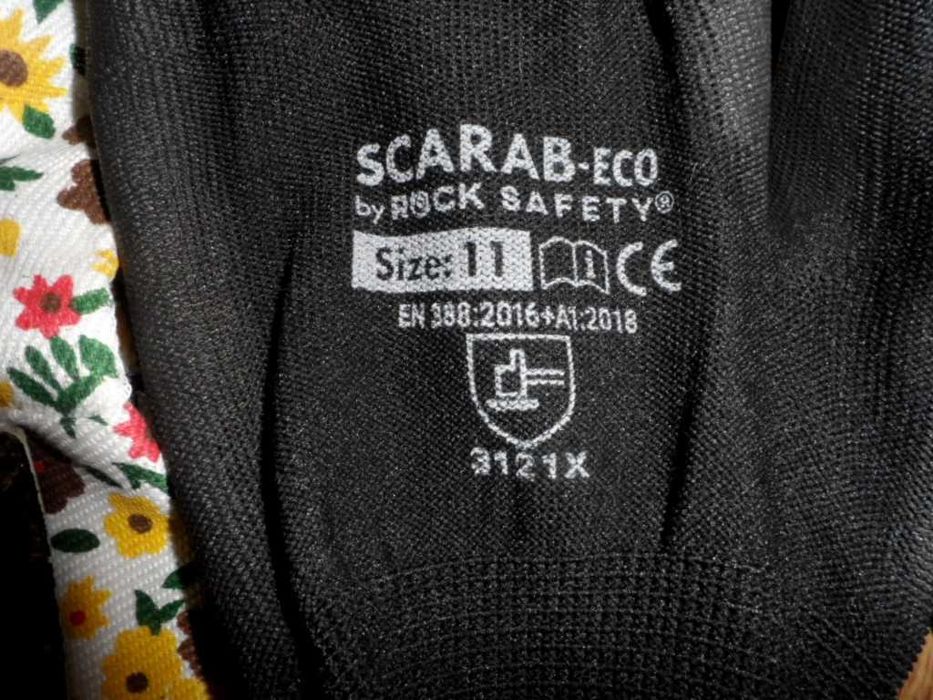 SCARAB-ECO
by ROCK SAFETY®
Size: 11 i CE
EN 388:2016+A1:2018
3121X